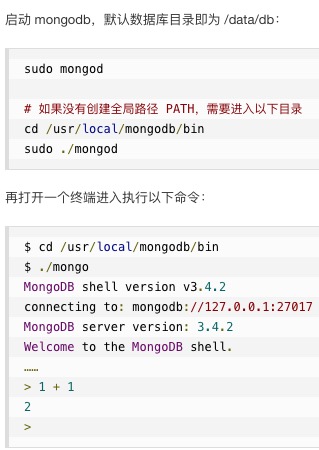 启动 mongodb，默认数据库目录即为 /data/db：
sudo mongod
# 如果没有创建全局路径 PATH，需要进入以下目录
cd /usr/local/mongodb/bin
sudo ./mongod
再打开一个终端进入执行以下命令：
$ cd /usr/local/mongodb/bin
$ ./mongo
MongoDB shell version v3.4.2
connecting to: mongodb://127.0.0.1:27017
MongoDB server version: 3.4.2
Welcome to the MongoDB shell.
……
> 1 + 1
2
>